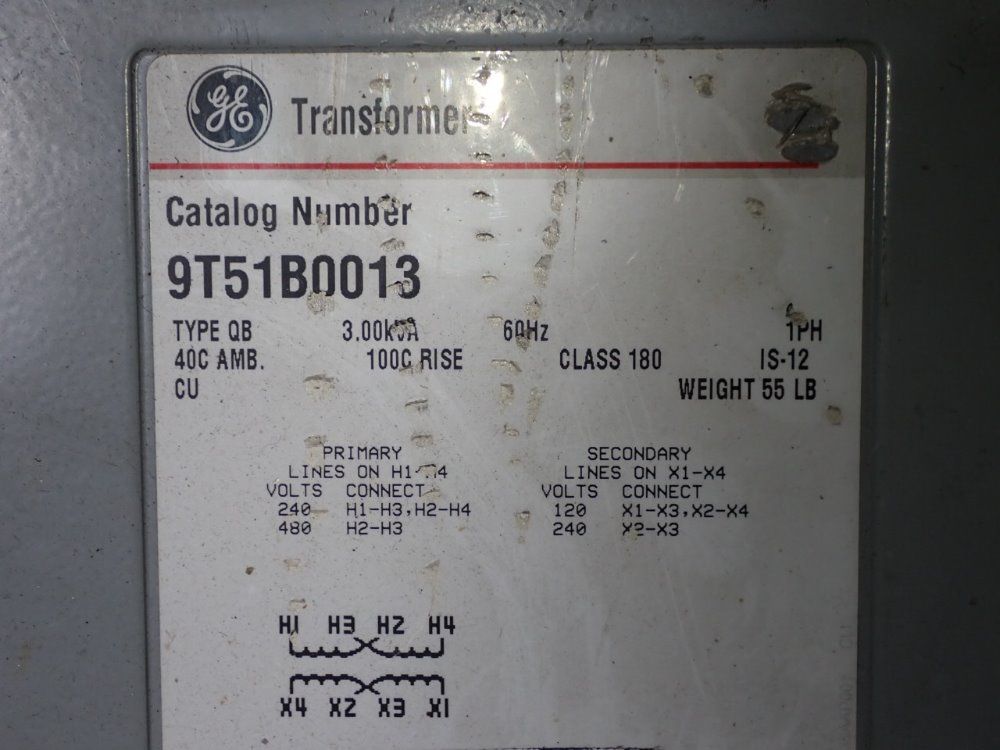 GE
Transformer
Catalog Number
9T51B0013
TYPE QB 3.00kVA 60Hz 1PH
40C AMB. 100C RISE CLASS 180 IS-12
CU WEIGHT 55 LB
PRIMARY SECONDARY
LINES ON H1-H4 LINES ON X1-X4
VOLTS CONNECT VOLTS CONNECT
240 H1-H3,H2-H4 120 X1-X3,X2-X4
480 H2-H3 240 X2-X3
H1 H3 H2 H4
X4 X2 X3 X1